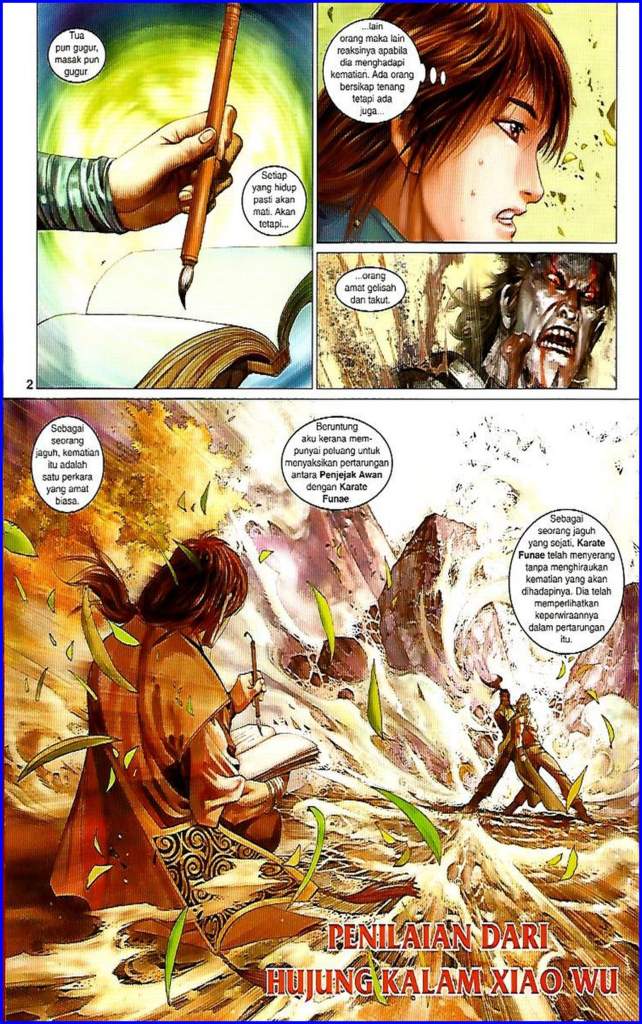 Tua
pun gugur,
masak pun
gugur
Setiap
yang hidup
pasti akan
mati. Akan
tetapi...
...lain
orang maka lain
reaksinya apabila
dia menghadapi
kematian. Ada orang
bersikap tenang
tetapi ada
juga...
...orang
amat gelisah
dan takut.
2
Sebagai
seorang
jaguh, kematian
itu adalah
satu perkara
yang amat
biasa.
Beruntung
aku kerana mem-
punyai peluang untuk
menyaksikan pertarungan
antara Penjejak Awan
dengan Karate
Funae
Sebagai
seorang jaguh
yang sejati, Karate
Funae telah menyerang
tanpa menghiraukan
kematian yang akan
dihadapinya. Dia telah
memperlihatkan
keperwiraannya
dalam pertarungan
itu.
PENILAIAN DARI
HUJUNG KALAM XIAO WU